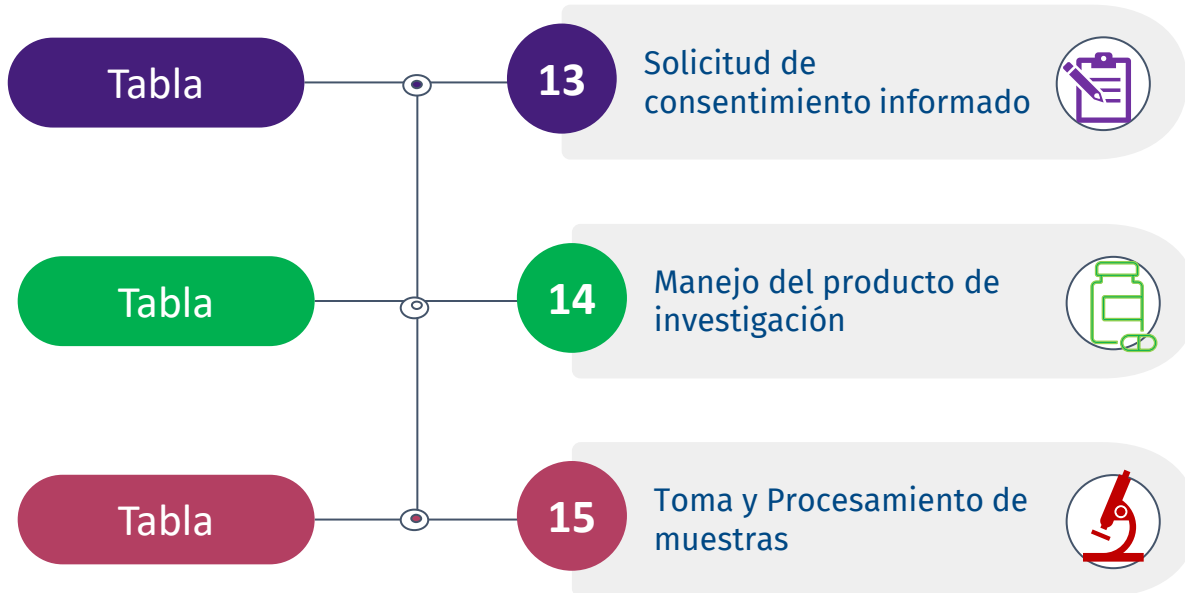 Tabla
13
Solicitud de
consentimiento informado
Tabla
14
Manejo del producto de
investigación
Tabla
15
Toma y Procesamiento de
muestras